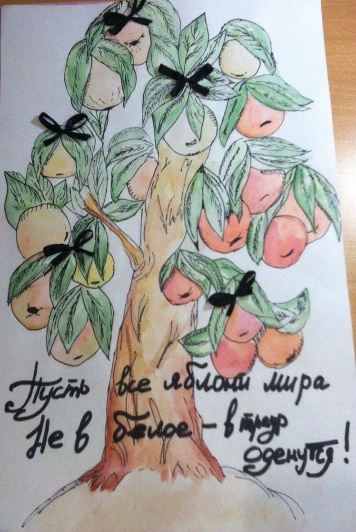 Пусть все яблони мира
Не в белое - в траур
оденутся!